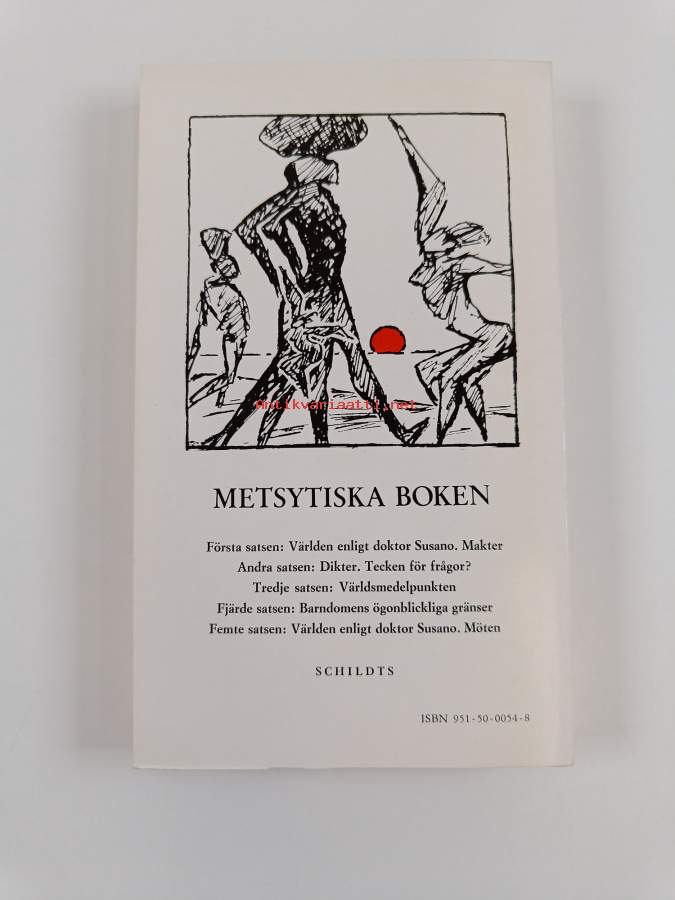 Antikvariaatti.net
METSYTISKA BOKEN
Första satsen: Världen enligt doktor Susano. Makter
Andra satsen: Dikter. Tecken för frågor?
Tredje satsen: Världsmedelpunkten
Fjärde satsen: Barndomens ögonblickliga gränser
Femte satsen: Världen enligt doktor Susano. Möten
SCHILDTS
ISBN 951-50-0054-8